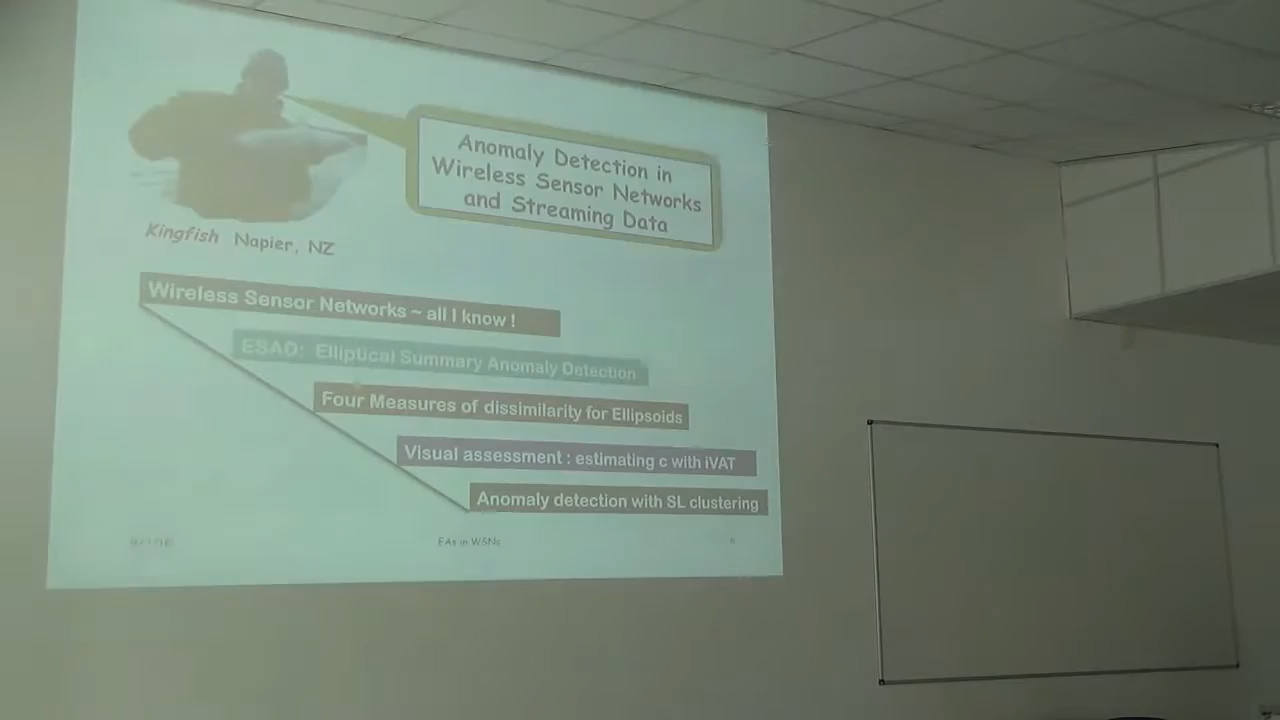 Anomaly Detection in
Wireless Sensor Networks
and Streaming Data
Kingfish Napier, NZ
Wireless Sensor Networks ~ all I know !
ESAD: Elliptical Summary Anomaly Detection
Four Measures of dissimilarity for Ellipsoids
Visual assessment : estimating c with iVAT
Anomaly detection with SL clustering
EAs in WSNs